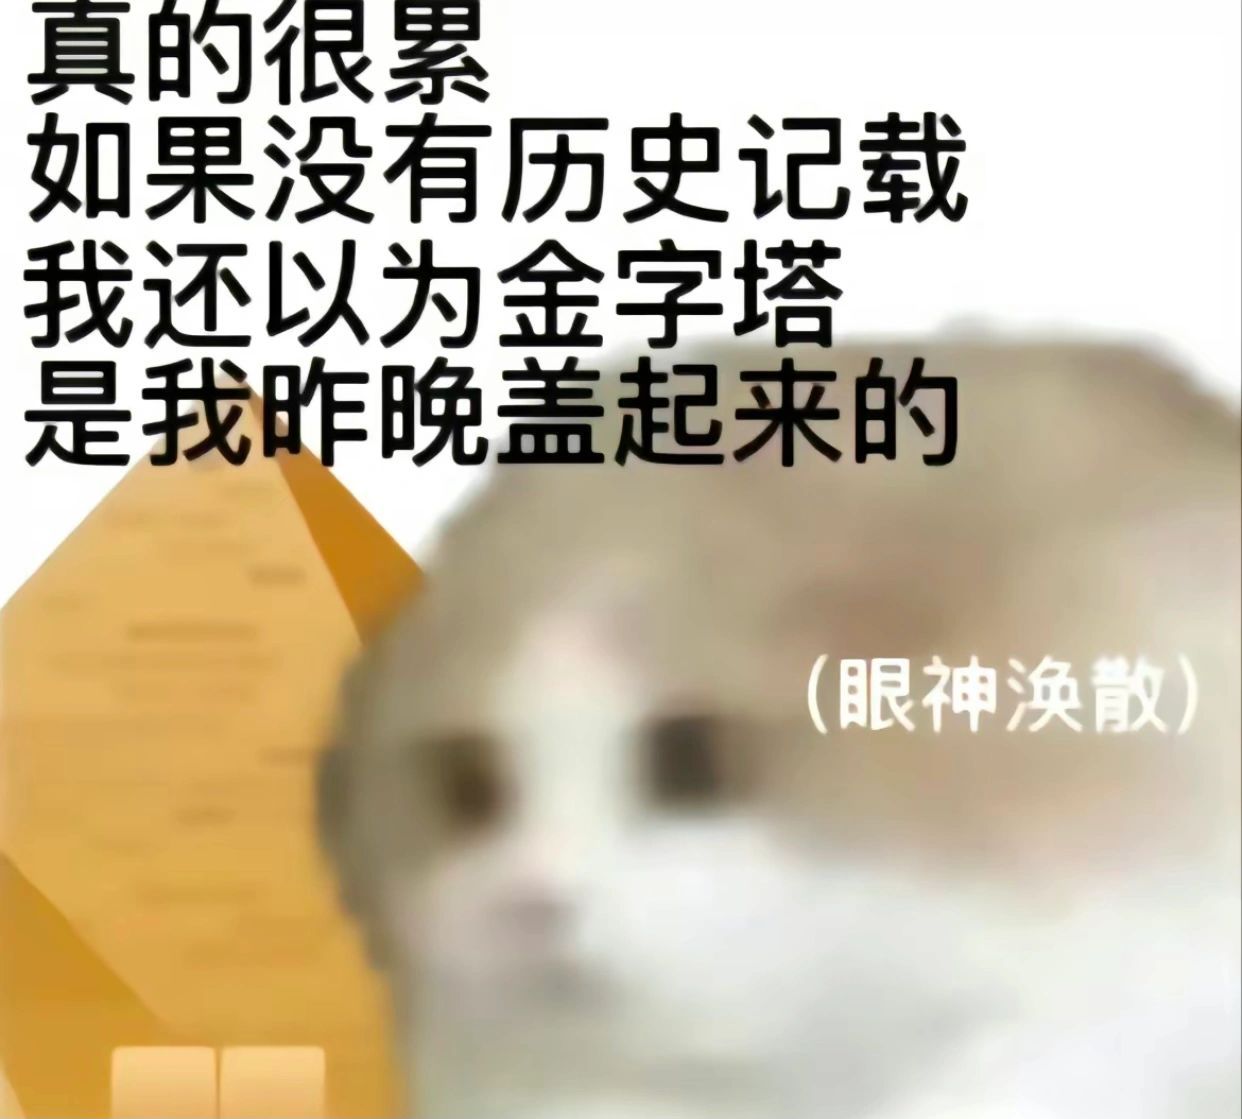 真的很累
如果没有历史记载
我还以为金字塔
是我昨晚盖起来的
(眼神涣散)